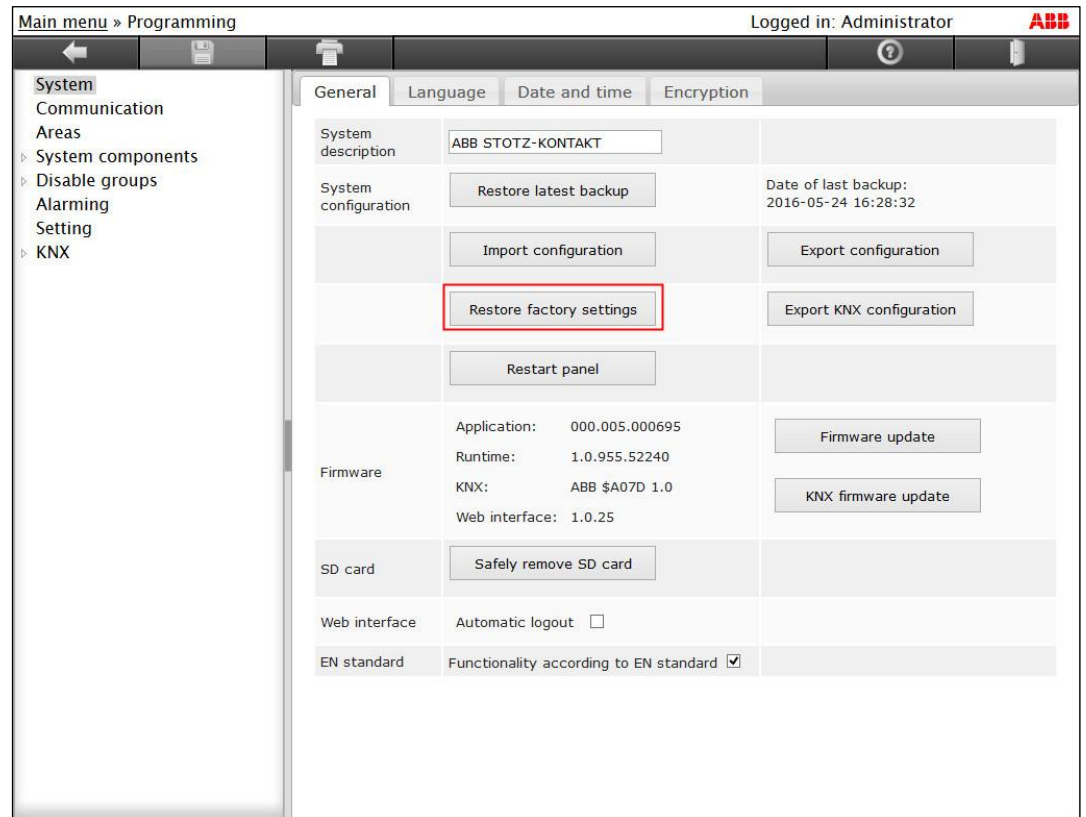 Main menu » Programming
Logged in: Administrator
ABB
System
Communication
Areas
System components
Disable groups
Alarming
Setting
KNX
General
Language
Date and time
Encryption
System
description
ABB STOTZ-KONTAKT
System
configuration
Restore latest backup
Date of last backup:
2016-05-24 16:28:32
Import configuration
Export configuration
Restore factory settings
Export KNX configuration
Restart panel
Firmware
Application: 000.005.000695
Runtime: 1.0.955.52240
KNX: ABB $A07D 1.0
Web interface: 1.0.25
Firmware update
KNX firmware update
SD card
Safely remove SD card
Web interface
Automatic logout
EN standard
Functionality according to EN standard